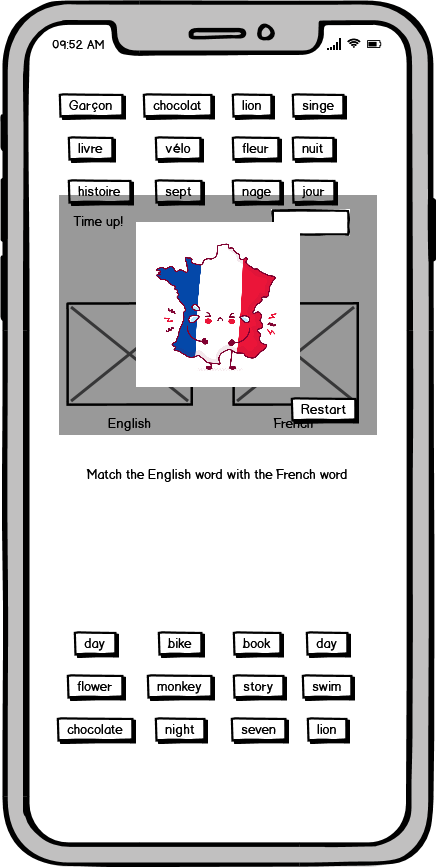 09:52 AM
Garçon chocolat lion singe
livre vélo fleur nuit
histoire sept nage jour
Time up!
Restart
English French
Match the English word with the French word
day bike book day
flower monkey story swim
chocolate night seven lion